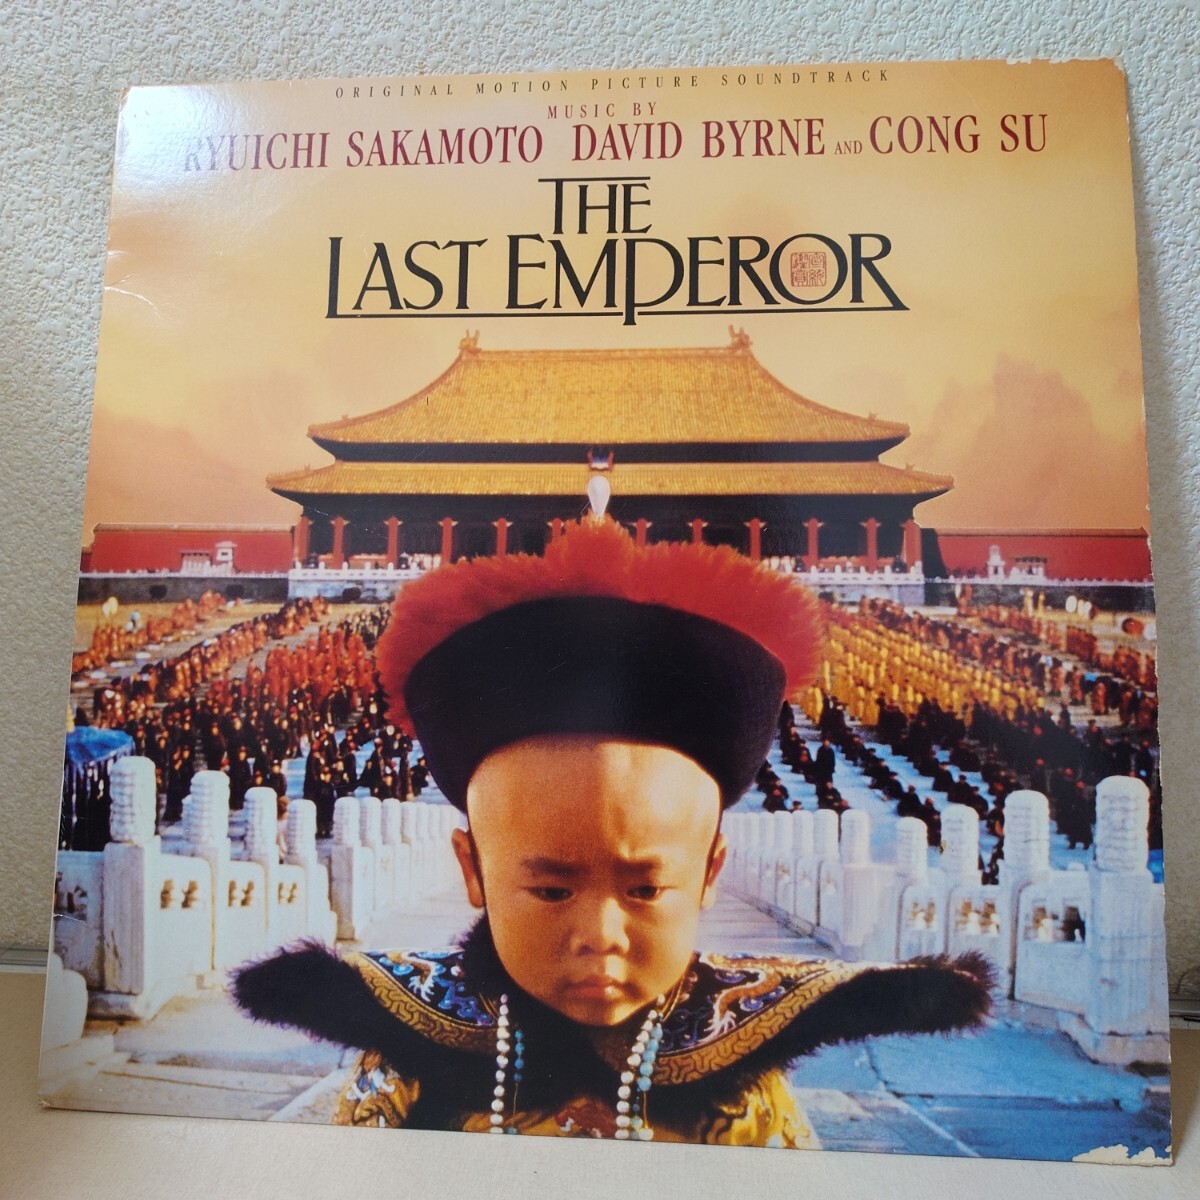 ORIGINAL MOTION PICTURE SOUNDTRACK
MUSIC BY
RYUICHI SAKAMOTO DAVID BYRNE AND CONG SU
THE
LAST EMPEROR